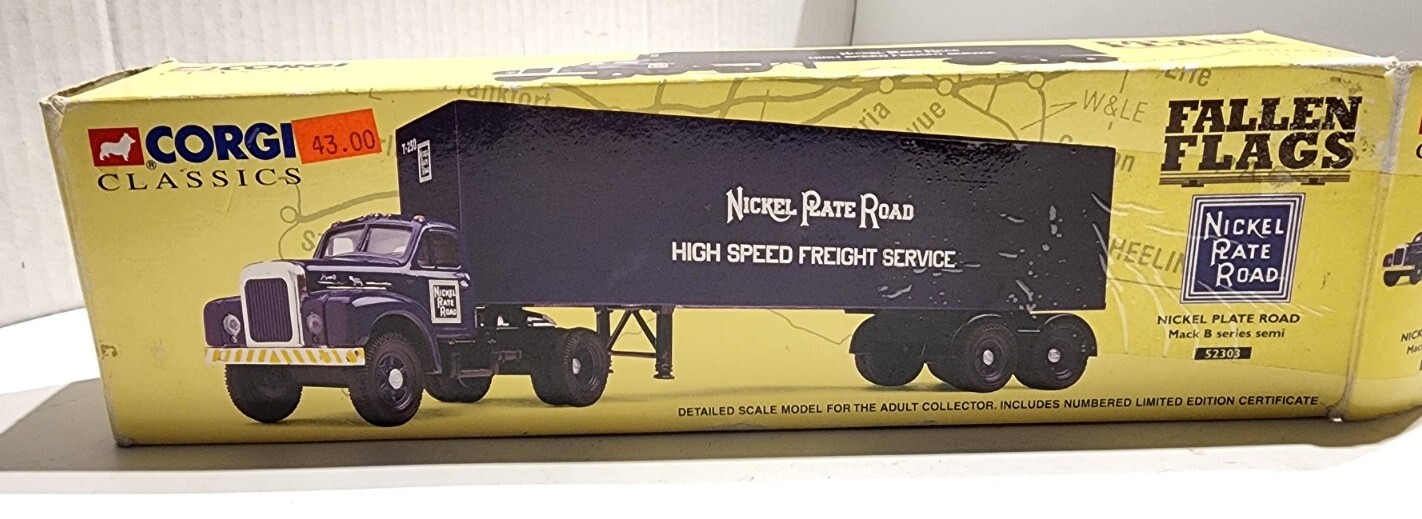 CORGI
®
CLASSICS
43.00
FALLEN
FLAGS
NICKEL
PLATE
ROAD
NICKEL PLATE ROAD
Mack B series semi
52303
T-250
NICKEL PLATE ROAD
HIGH SPEED FREIGHT SERVICE
NICKEL
PLATE
ROAD
W&LE
DETAILED SCALE MODEL FOR THE ADULT COLLECTOR. INCLUDES NUMBERED LIMITED EDITION CERTIFICATE